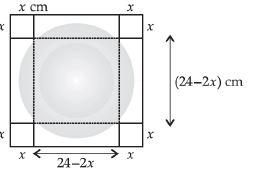 x cm x
x x
(24–2x) cm
x x
x 24–2x x